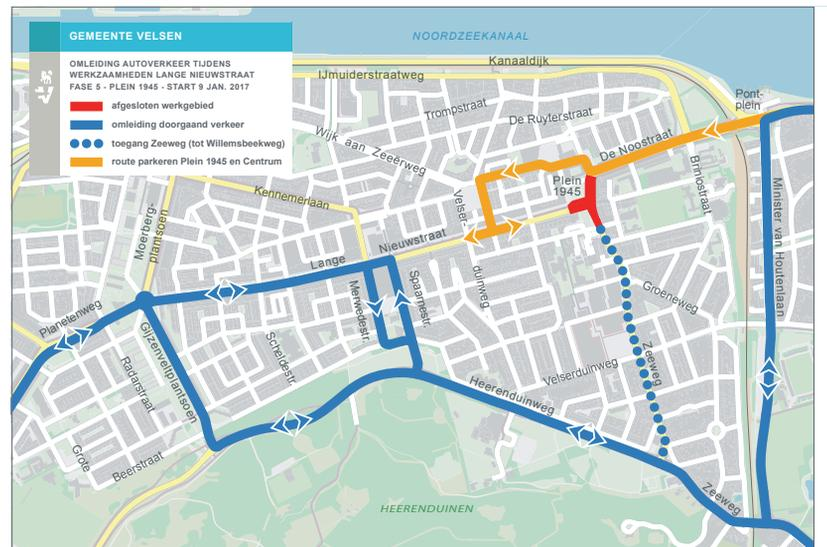 GEMEENTE VELSEN
OMLEIDING AUTOVERKEER TIJDENS
WERKZAAMHEDEN LANGE NIEUWSTRAAT
FASE 5 - PLEIN 1945 - START 9 JAN. 2017
afgesloten werkgebied
omleiding doorgaand verkeer
toegang Zeeweg (tot Willemsbeekweg)
route parkeren Plein 1945 en Centrum
NOORDZEEKANAAL
Kanaaldijk
IJmuiderstraatweg
Pont-
plein
Trompstraat
De Ruyterstraat
Wijk aan Zeeërweg
De Noostraat
Briniostraat
Plein
1945
Kennemerlaan
Velser-
duinweg
Minister van Houtenlaan
Moerberg-
plantsoen
Lange
Nieuwstraat
Merwedestr.
Spaarnestr.
Groeneweg
Planetenweg
Gijzenveltplantsoen
Scheldestr.
Radarstraat
Velserduinweg
Zeeweg
Heerenduinweg
Grote
Beerstraat
Zeeweg
HEERENDUINEN